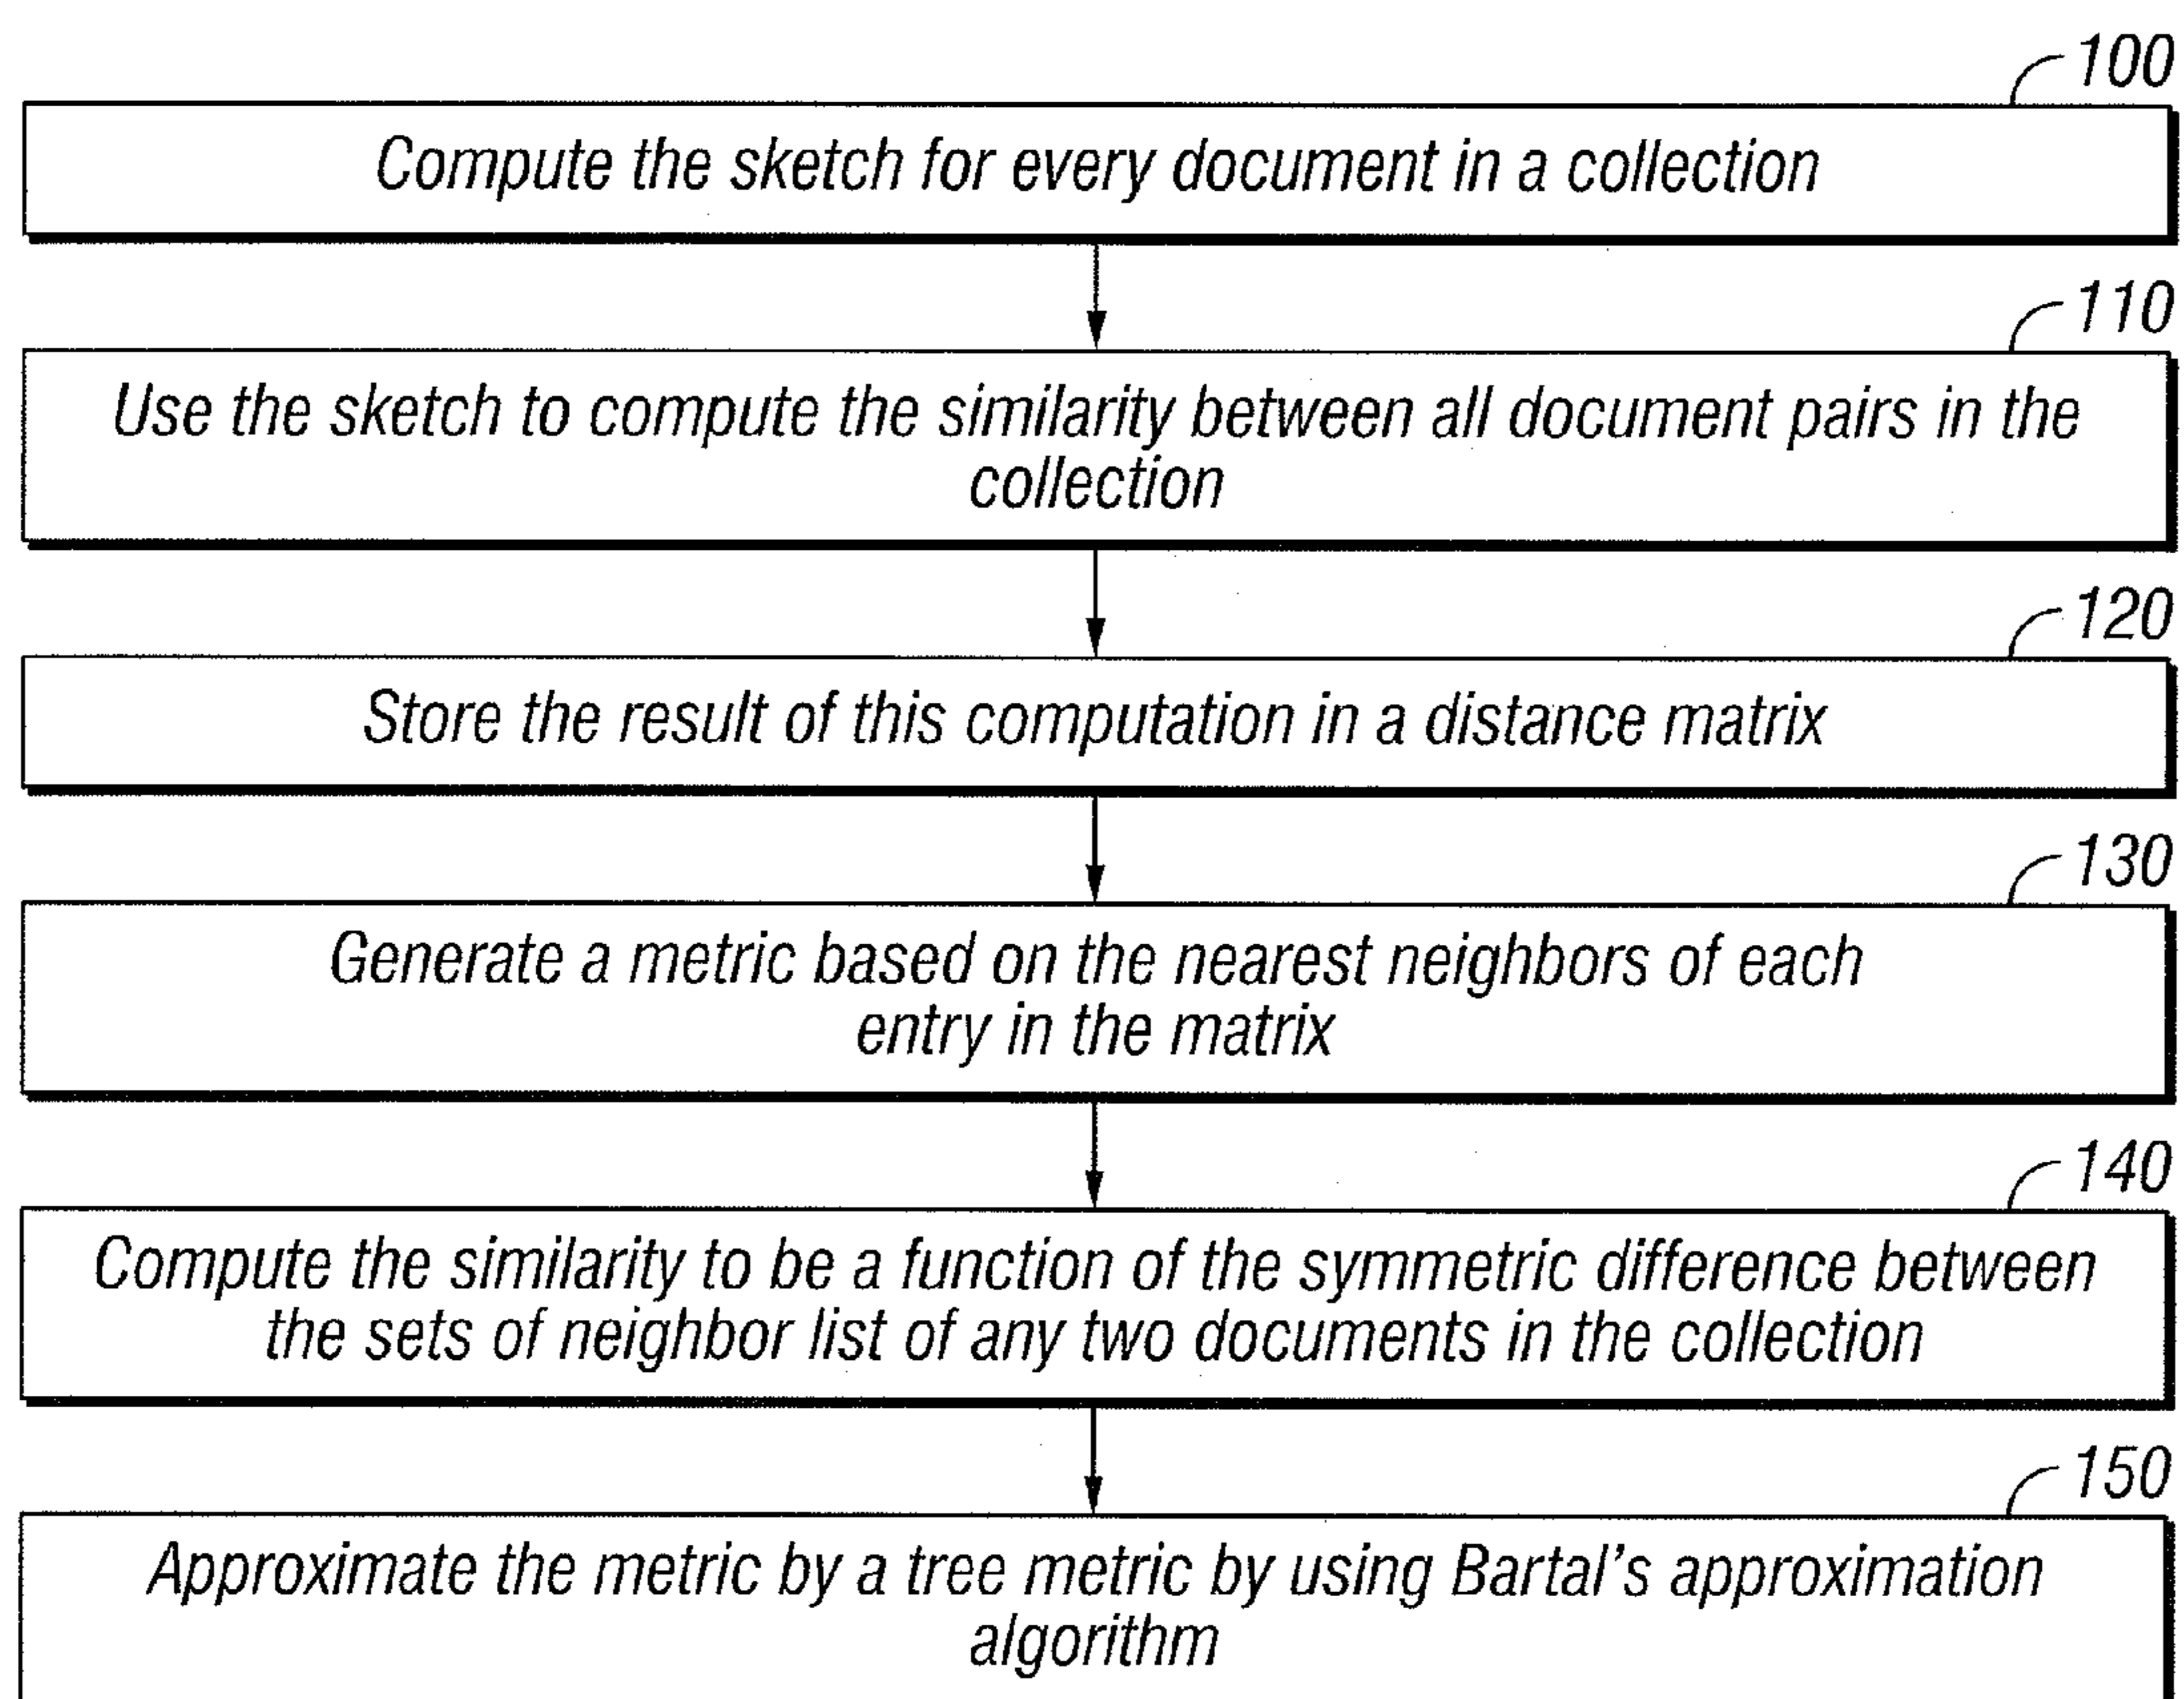 100
Compute the sketch for every document in a collection
110
Use the sketch to compute the similarity between all document pairs in the
collection
120
Store the result of this computation in a distance matrix
130
Generate a metric based on the nearest neighbors of each
entry in the matrix
140
Compute the similarity to be a function of the symmetric difference between
the sets of neighbor list of any two documents in the collection
150
Approximate the metric by a tree metric by using Bartal's approximation
algorithm